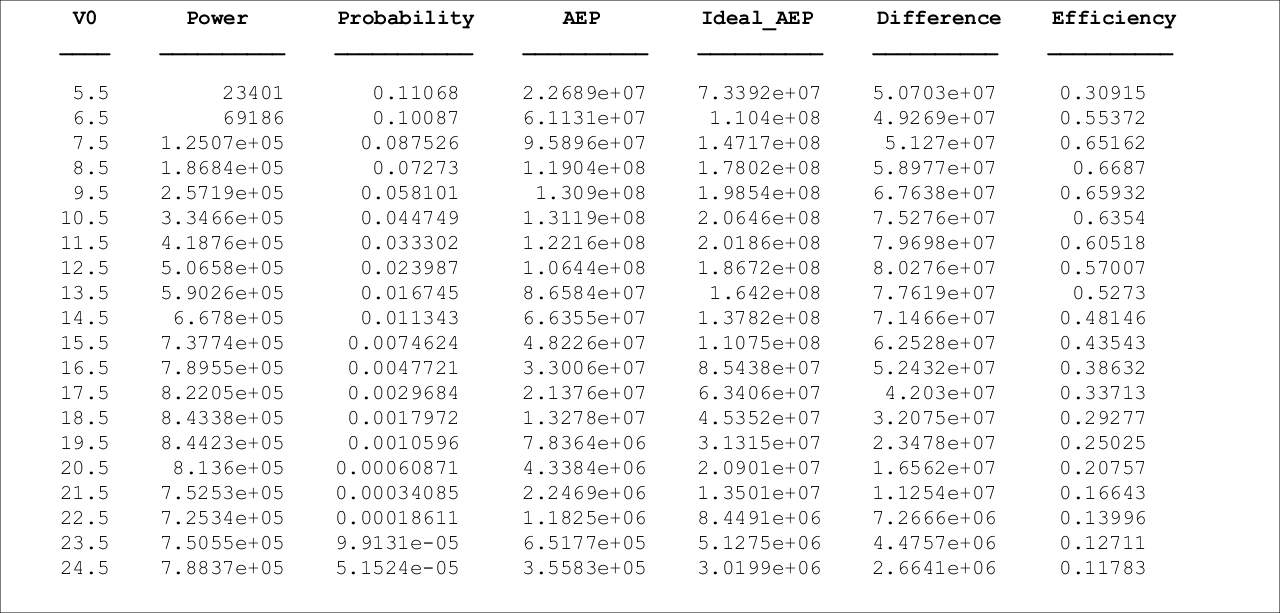 V0 Power Probability AEP Ideal_AEP Difference Efficiency
5.5 23401 0.11068 2.2689e+07 7.3392e+07 5.0703e+07 0.30915
6.5 69186 0.10087 6.1131e+07 1.104e+08 4.9269e+07 0.55372
7.5 1.2507e+05 0.087526 9.5896e+07 1.4717e+08 5.127e+07 0.65162
8.5 1.8684e+05 0.07273 1.1904e+08 1.7802e+08 5.8977e+07 0.6687
9.5 2.5719e+05 0.058101 1.309e+08 1.9854e+08 6.7638e+07 0.65932
10.5 3.3466e+05 0.044749 1.3119e+08 2.0646e+08 7.5276e+07 0.6354
11.5 4.1876e+05 0.033302 1.2216e+08 2.0186e+08 7.9698e+07 0.60518
12.5 5.0658e+05 0.023987 1.0644e+08 1.8672e+08 8.0276e+07 0.57007
13.5 5.9026e+05 0.016745 8.6584e+07 1.642e+08 7.7619e+07 0.5273
14.5 6.678e+05 0.011343 6.6355e+07 1.3782e+08 7.1466e+07 0.48146
15.5 7.3774e+05 0.0074624 4.8226e+07 1.1075e+08 6.2528e+07 0.43543
16.5 7.8955e+05 0.0047721 3.3006e+07 8.5438e+07 5.2432e+07 0.38632
17.5 8.2205e+05 0.0029684 2.1376e+07 6.3406e+07 4.203e+07 0.33713
18.5 8.4338e+05 0.0017972 1.3278e+07 4.5352e+07 3.2075e+07 0.29277
19.5 8.4423e+05 0.0010596 7.8364e+06 3.1315e+07 2.3478e+07 0.25025
20.5 8.136e+05 0.00060871 4.3384e+06 2.0901e+07 1.6562e+07 0.20757
21.5 7.5253e+05 0.00034085 2.2469e+06 1.3501e+07 1.1254e+07 0.16643
22.5 7.2534e+05 0.00018611 1.1825e+06 8.4491e+06 7.2666e+06 0.13996
23.5 7.5055e+05 9.9131e-05 6.5177e+05 5.1275e+06 4.4757e+06 0.12711
24.5 7.8837e+05 5.1524e-05 3.5583e+05 3.0199e+06 2.6641e+06 0.11783